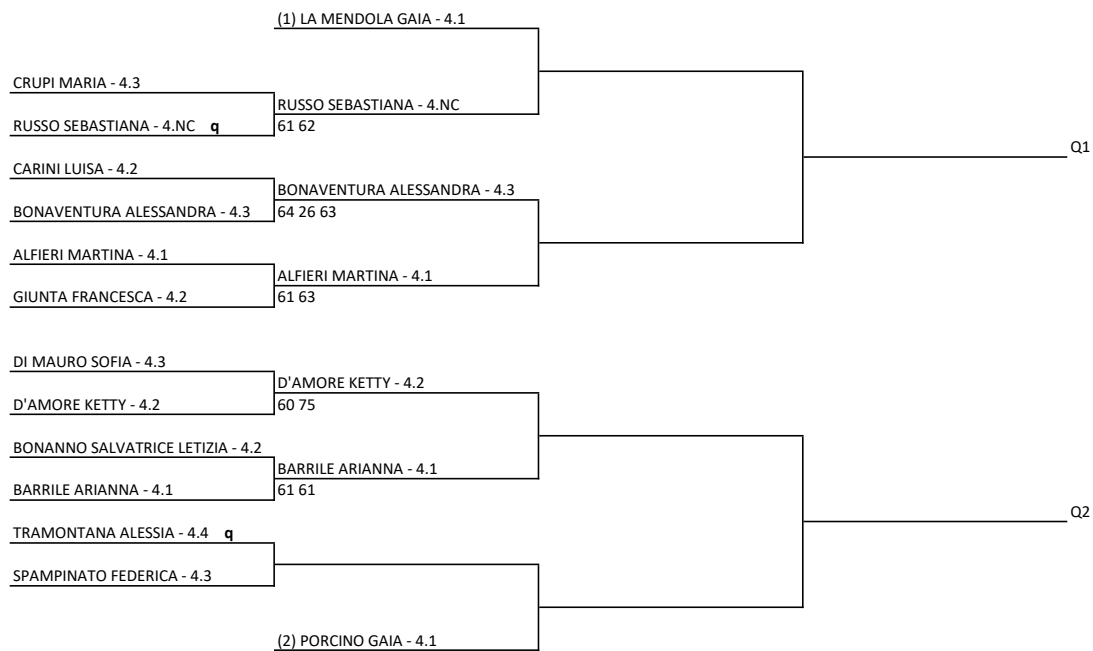 (1) LA MENDOLA GAIA - 4.1
CRUPI MARIA - 4.3
RUSSO SEBASTIANA - 4.NC
RUSSO SEBASTIANA - 4.NC q
61 62
Q1
CARINI LUISA - 4.2
BONAVENTURA ALESSANDRA - 4.3
BONAVENTURA ALESSANDRA - 4.3
64 26 63
ALFIERI MARTINA - 4.1
ALFIERI MARTINA - 4.1
GIUNTA FRANCESCA - 4.2
61 63
DI MAURO SOFIA - 4.3
D'AMORE KETTY - 4.2
D'AMORE KETTY - 4.2
60 75
BONANNO SALVATRICE LETIZIA - 4.2
BARRILE ARIANNA - 4.1
BARRILE ARIANNA - 4.1
61 61
Q2
TRAMONTANA ALESSIA - 4.4 q
SPAMPINATO FEDERICA - 4.3
(2) PORCINO GAIA - 4.1